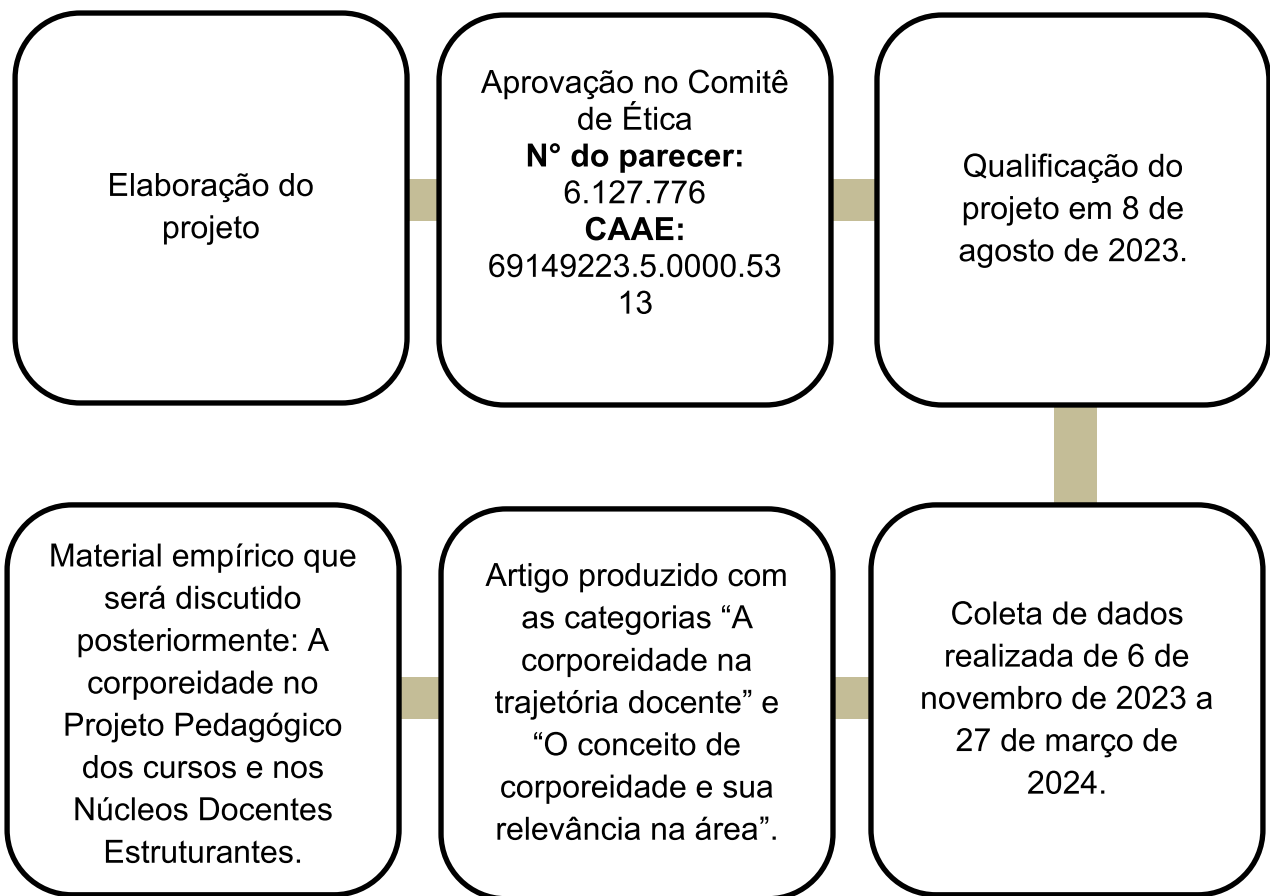 Elaboração do
projeto
Aprovação no Comitê
de Ética
N° do parecer:
6.127.776
CAAE:
69149223.5.0000.53
13
Qualificação do
projeto em 8 de
agosto de 2023.
Coleta de dados
realizada de 6 de
novembro de 2023 a
27 de março de
2024.
Artigo produzido com
as categorias “A
corporeidade na
trajetória docente” e
“O conceito de
corporeidade e sua
relevância na área”.
Material empírico que
será discutido
posteriormente: A
corporeidade no
Projeto Pedagógico
dos cursos e nos
Núcleos Docentes
Estruturantes.